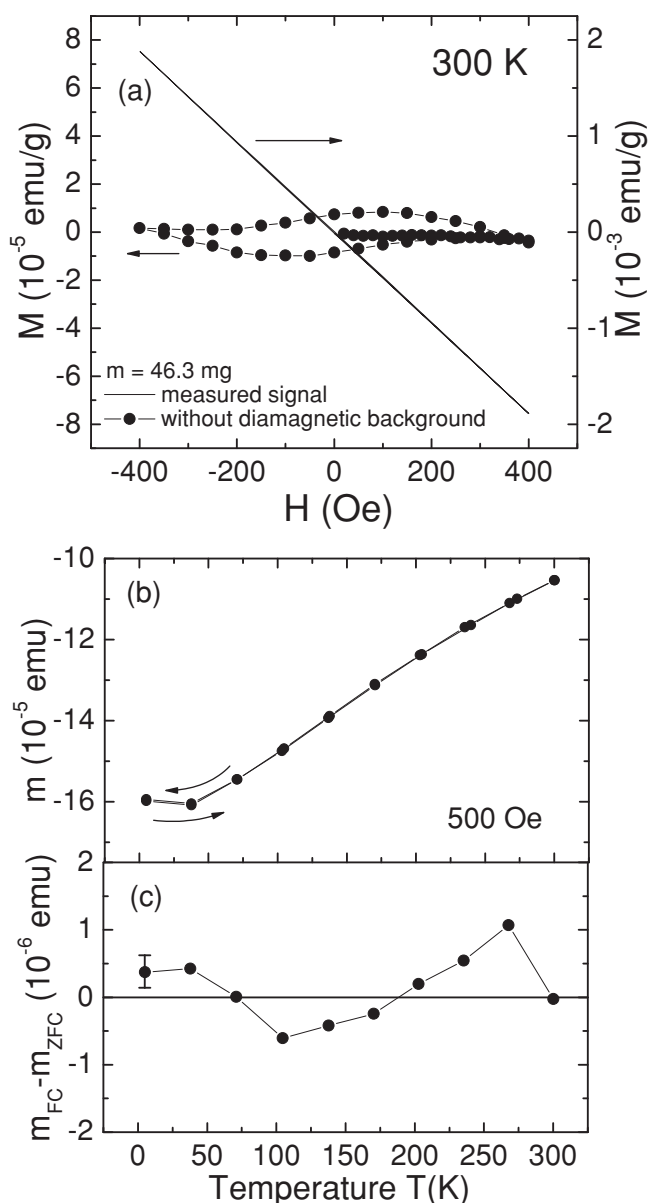 300 K
(a)
M (10⁻⁵ emu/g)
8
6
4
2
0
-2
-4
-6
-8
M (10⁻³ emu/g)
2
1
0
-1
-2
m = 46.3 mg
measured signal
without diamagnetic background
-400 -200 0 200 400
H (Oe)
(b)
m (10⁻⁵ emu)
-10
-12
-14
-16
500 Oe
(c)
m_FC-m_ZFC (10⁻⁶ emu)
2
1
0
-1
-2
0 50 100 150 200 250 300
Temperature T(K)